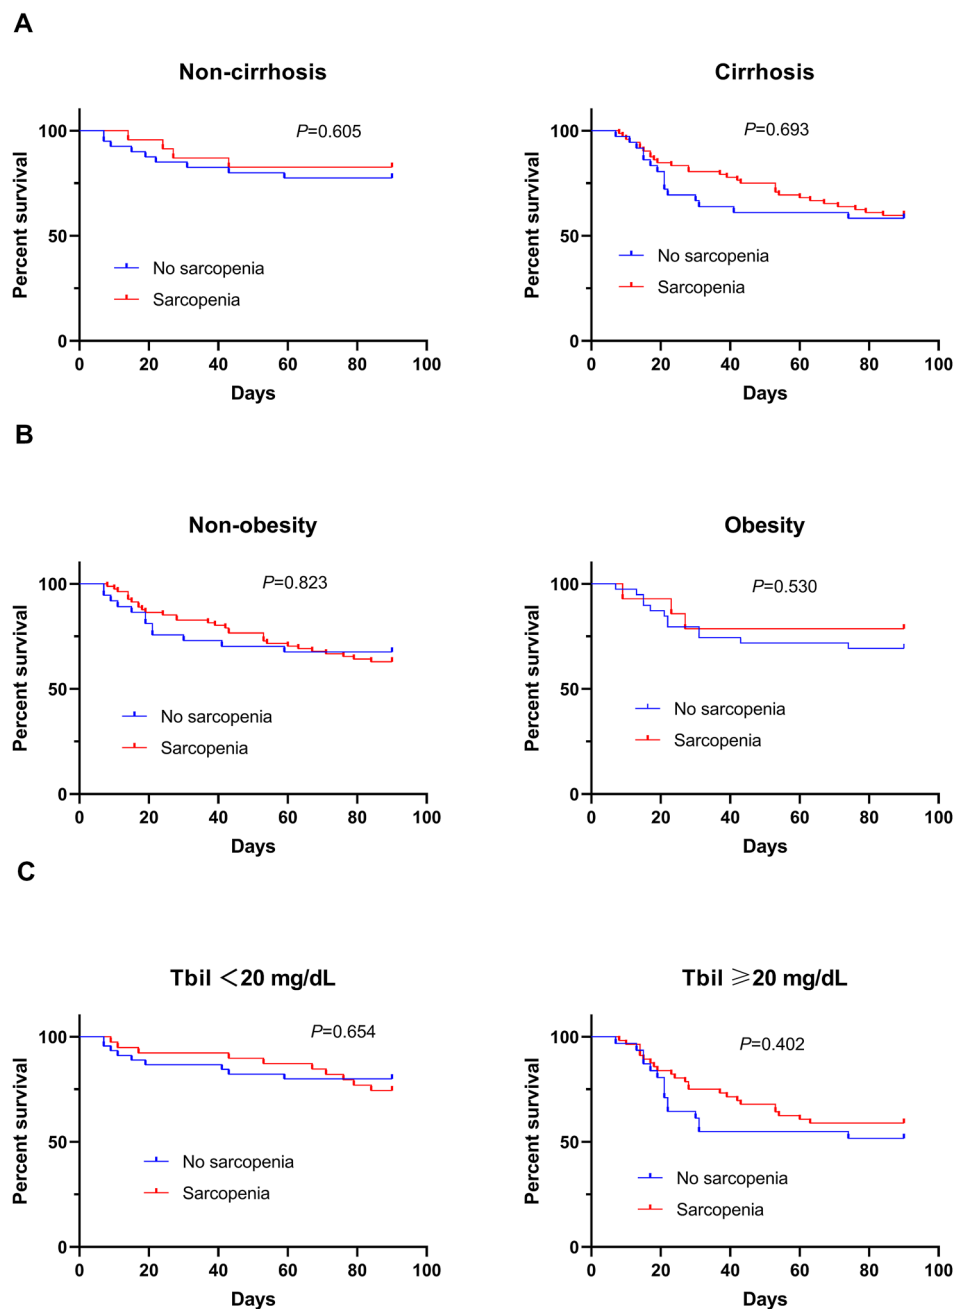 A
Non-cirrhosis
Cirrhosis
P=0.605
P=0.693
Percent survival
100
50
0
No sarcopenia
Sarcopenia
0 20 40 60 80 100
Days
Percent survival
100
50
0
No sarcopenia
Sarcopenia
0 20 40 60 80 100
Days
B
Non-obesity
Obesity
P=0.823
P=0.530
Percent survival
100
50
0
No sarcopenia
Sarcopenia
0 20 40 60 80 100
Days
Percent survival
100
50
0
No sarcopenia
Sarcopenia
0 20 40 60 80 100
Days
C
Tbil <20 mg/dL
Tbil ≥20 mg/dL
P=0.654
P=0.402
Percent survival
100
50
0
No sarcopenia
Sarcopenia
0 20 40 60 80 100
Days
Percent survival
100
50
0
No sarcopenia
Sarcopenia
0 20 40 60 80 100
Days